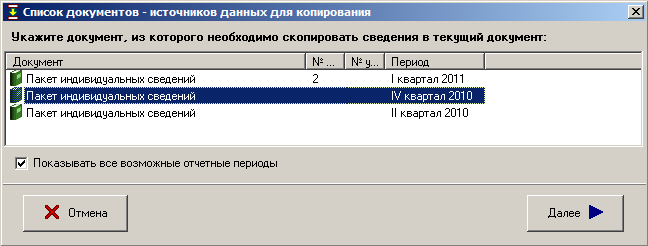 Список документов - источников данных для копирования
Укажите документ, из которого необходимо скопировать сведения в текущий документ:
Документ № ... № у... Период
Пакет индивидуальных сведений 2 I квартал 2011
Пакет индивидуальных сведений IV квартал 2010
Пакет индивидуальных сведений II квартал 2010
Показывать все возможные отчетные периоды
Отмена Далее